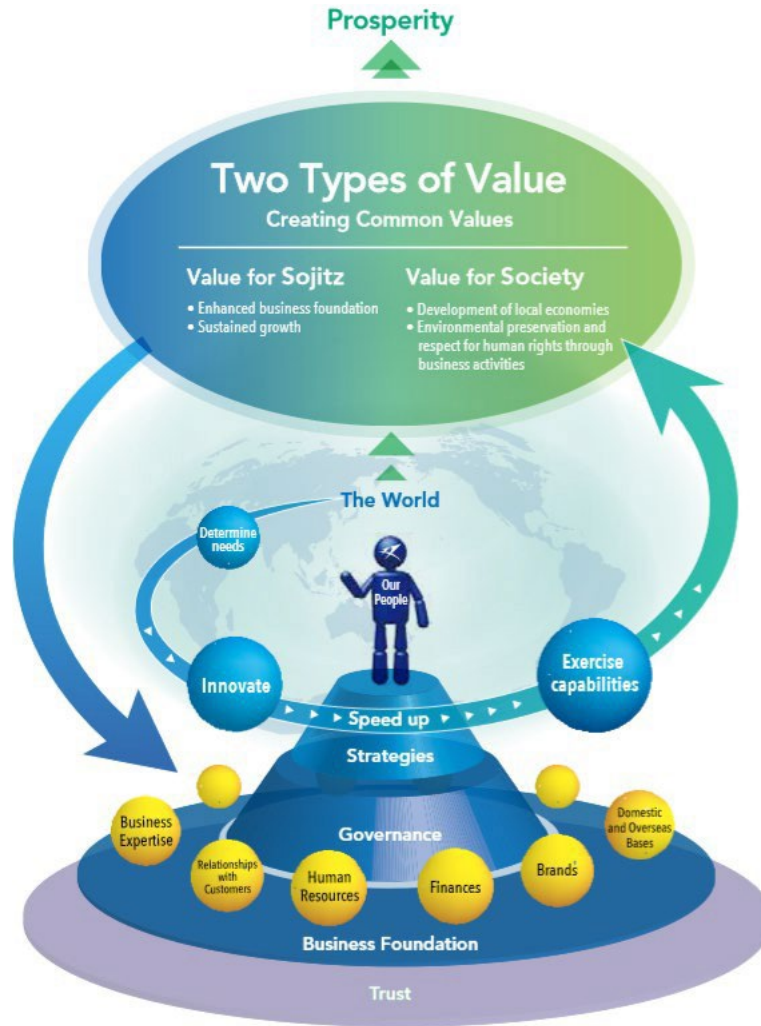 Prosperity
Two Types of Value
Creating Common Values
Value for Sojitz
• Enhanced business foundation
• Sustained growth
Value for Society
• Development of local economies
• Environmental preservation and
respect for human rights through
business activities
The World
Determine
needs
Our
People
Innovate
Exercise
capabilities
Speed up
Strategies
Governance
Business
Expertise
Relationships
with
Customers
Human
Resources
Finances
Brands
Domestic
and Overseas
Bases
Business Foundation
Trust